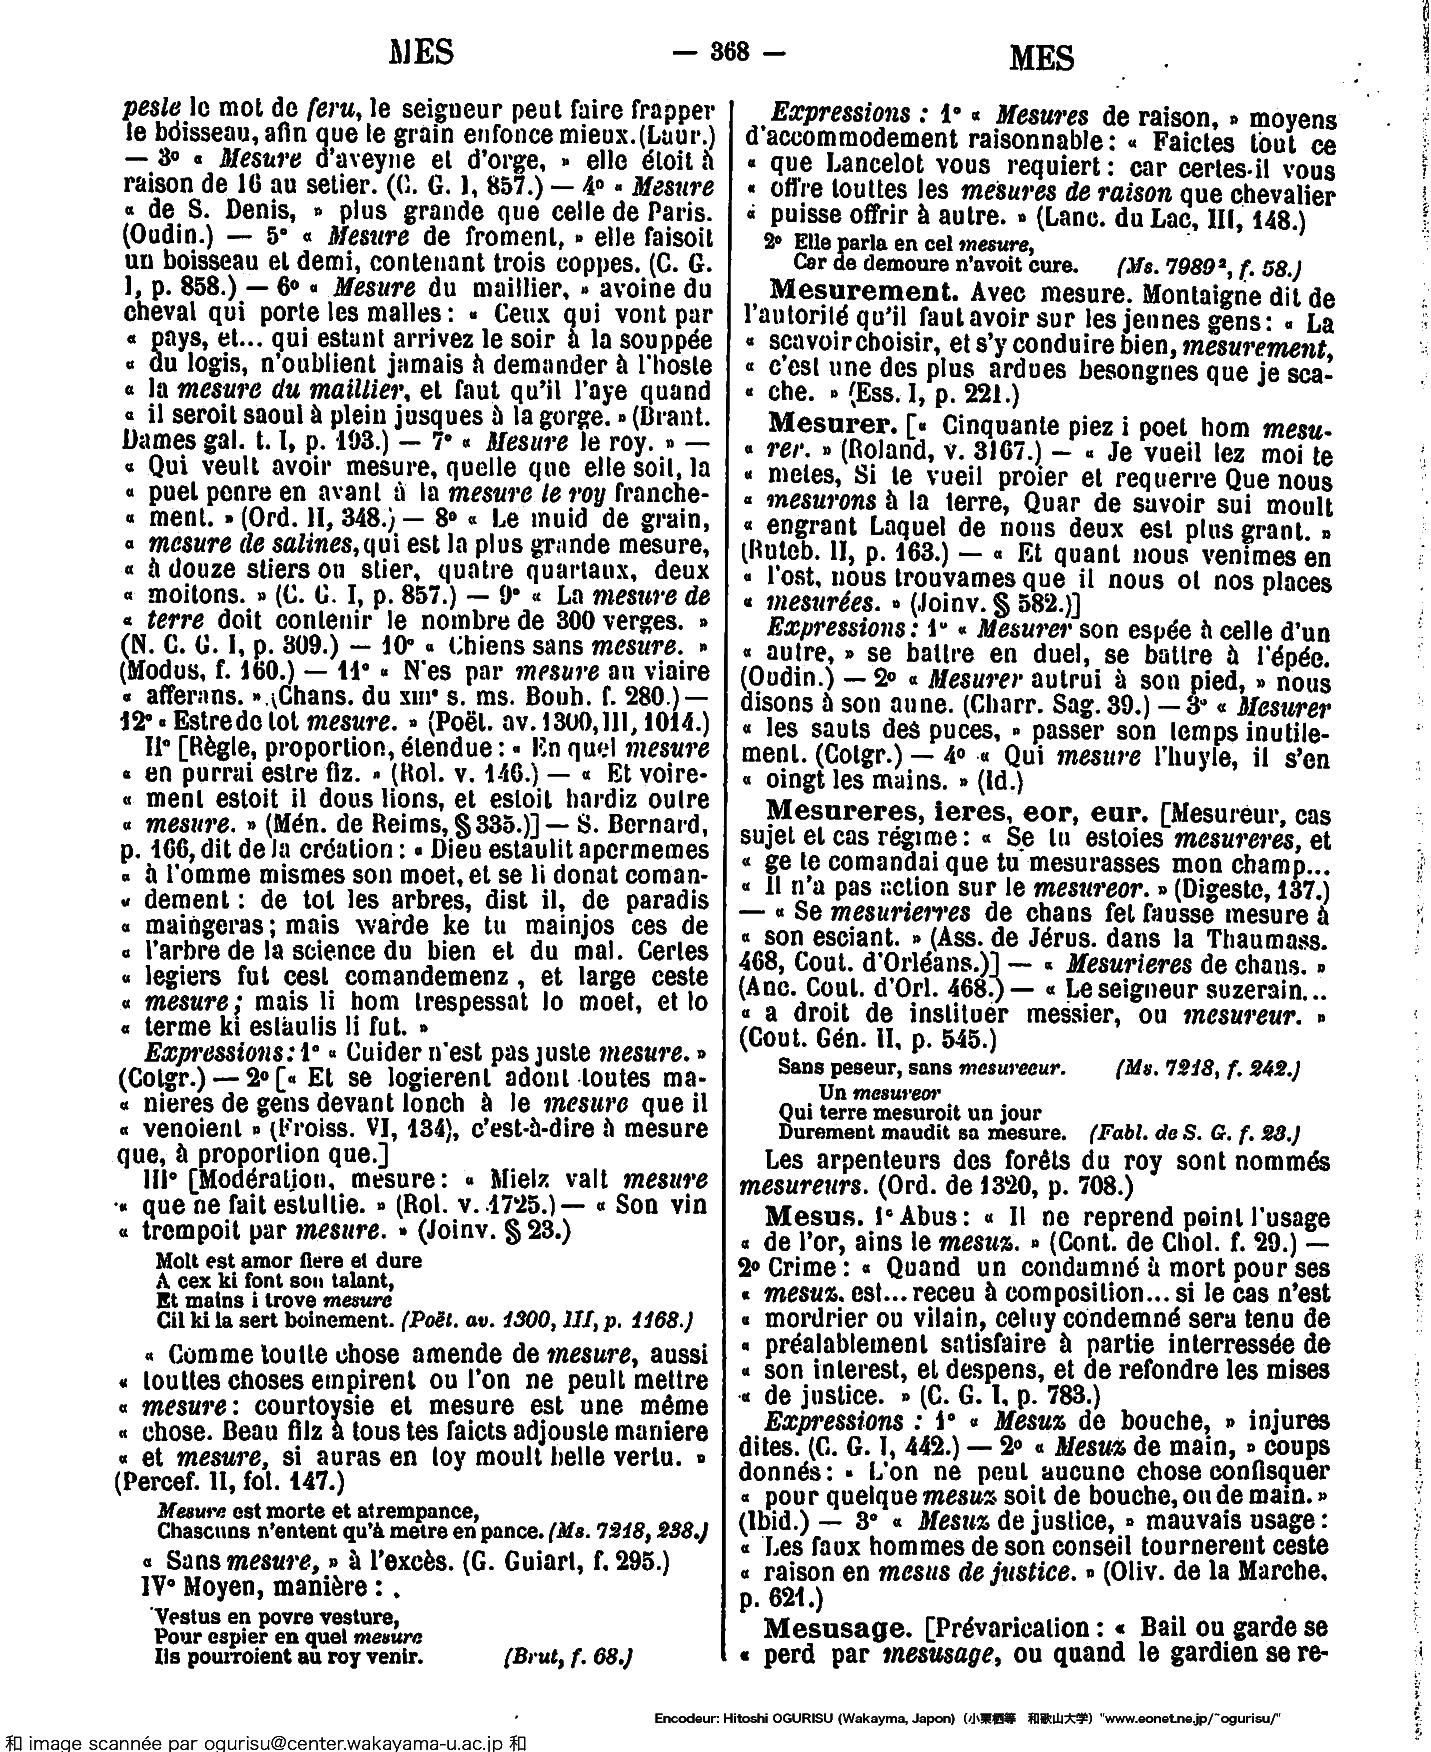 MES — 368 — MES
pesle le mot de feru, le seigneur peut faire frapper
le boisseau, afin que le grain enfonce mieux. (Laur.)
— 3º « Mesure d'aveyne et d'orge, » elle étoit à
raison de 16 au setier. (C. G. I, 857.) — 4º « Mesure
« de S. Denis, » plus grande que celle de Paris.
(Oudin.) — 5º « Mesure de froment, » elle faisoit
un boisseau et demi, contenant trois coppes. (C. G.
I, p. 858.) — 6º « Mesure du maillier, » avoine du
cheval qui porte les malles : « Ceux qui vont par
« pays, et... qui estant arrivez le soir à la souppée
« du logis, n'oublient jamais à demander à l'hoste
« la mesure du maillier, et faut qu'il l'aye quand
« il seroit saoul à plein jusques à la gorge. » (Brant.
Dames gal. t. I, p. 193.) — 7º « Mesure le roy. » —
« Qui veult avoir mesure, quelle que elle soit, la
« puet penre en avant à la mesure le roy franche-
« ment. » (Ord. II, 348.) — 8º « Le muid de grain,
« mesure de salines, qui est la plus grande mesure,
« à douze stiers ou stier, quatre quartaux, deux
« moitons. » (C. G. I, p. 857.) — 9º « La mesure de
« terre doit contenir le nombre de 300 verges. »
(N. C. G. I, p. 309.) — 10º « Chiens sans mesure. »
(Modus, f. 160.) — 11º « N'es par mesure au viaire
« afferans. » (Chans. du XIIIe s. ms. Bouh. f. 280.) —
12º « Estre de tot mesure. » (Poët. av. 1300, III, 1014.)
IIº [Règle, proportion, étendue : « En quel mesure
« en purrai estre fiz. » (Rol. v. 146.) — « Et voire-
« ment estoit il dous lions, et estoit hardiz outre
« mesure. » (Mén. de Reims, § 335.)] — S. Bernard,
p. 166, dit de la création : « Dieu estaulit apermemes
« à l'omme mismes son moet, et se li donat coman-
« dement : de tot les arbres, dist il, de paradis
« maingeras ; mais warde ke tu mainjos ces de
« l'arbre de la science du bien et du mal. Certes
« legiers fut cest comandemenz , et large ceste
« mesure ; mais li hom trespessat lo moet, et lo
« terme ki estaulis li fut. »
Expressions : 1º « Cuider n'est pas juste mesure. »
(Cotgr.) — 2º [« Et se logierent adont toutes ma-
« nieres de gens devant lonch à le mesure que il
« venoient » (Froiss. VI, 134), c'est-à-dire à mesure
que, à proportion que.]
IIIº [Modération, mesure : « Mielz valt mesure
« que ne fait estultie. » (Rol. v. 1725.) — « Son vin
« trempoit par mesure. » (Joinv. § 23.)
Molt est amor fiere et dure
A cex ki font son talant,
Et mains i trove mesure
Cil ki la sert boinement. (Poët. av. 1300, III, p. 1168.)
« Comme toutte chose amende de mesure, aussi
« touttes choses empirent ou l'on ne peult mettre
« mesure : courtoysie et mesure est une même
« chose. Beau filz à tous tes faicts adjouste maniere
« et mesure, si auras en toy moult belle vertu. »
(Percef. II, fol. 147.)
Mesure est morte et atrempance,
Chascuns n'entent qu'à metre en pance. (Ms. 7218, 238.)
« Sans mesure, » à l'excès. (G. Guiart, f. 295.)
IVº Moyen, manière :
Vestus en povre vesture,
Pour espier en quel mesure
Ils pourroient au roy venir. (Brut, f. 68.)
Expressions : 1º « Mesures de raison, » moyens
d'accommodement raisonnable : « Faictes tout ce
« que Lancelot vous requiert : car certes il vous
« offre touttes les mesures de raison que chevalier
« puisse offrir à autre. » (Lanc. du Lac, III, 148.)
2º Elle parla en cel mesure,
Car de demoure n'avoit cure. (Ms. 7989², f. 58.)
Mesurement. Avec mesure. Montaigne dit de
l'autorité qu'il faut avoir sur les jeunes gens : « La
« scavoir choisir, et s'y conduire bien, mesurement,
« c'est une des plus ardues besongnes que je sca-
« che. » (Ess. I, p. 221.)
Mesurer. [« Cinquante piez i poet hom mesu-
« rer. » (Roland, v. 3167.) — « Je vueil lez moi te
« metes, Si te vueil proier et requerre Que nous
« mesurons à la terre, Quar de savoir sui moult
« engrant Laquel de nous deux est plus grant. »
(Ruteb. II, p. 163.) — « Et quant nous venimes en
« l'ost, nous trouvames que il nous ot nos places
« mesurées. » (Joinv. § 582.)]
Expressions : 1º « Mesurer son espée à celle d'un
« autre, » se battre en duel, se battre à l'épée.
(Oudin.) — 2º « Mesurer autrui à son pied, » nous
disons à son aune. (Charr. Sag. 39.) — 3º « Mesurer
« les sauts des puces, » passer son temps inutile-
ment. (Cotgr.) — 4º « Qui mesure l'huyle, il s'en
« oingt les mains. » (Id.)
Mesureres, ieres, eor, eur. [Mesureur, cas
sujet et cas régime : « Se tu estoies mesureres, et
« ge te comandai que tu mesurasses mon champ...
« Il n'a pas action sur le mesureor. » (Digeste, 137.)
— « Se mesurierres de chans fet fausse mesure à
« son esciant. » (Ass. de Jérus. dans la Thaumass.
468, Cout. d'Orléans.)] — « Mesurieres de chans. »
(Anc. Cout. d'Orl. 468.) — « Le seigneur suzerain...
« a droit de instituer messier, ou mesureur. »
(Cout. Gén. II, p. 545.)
Sans peseur, sans mesureeur. (Ms. 7218, f. 242.)
Un mesureor
Qui terre mesuroit un jour
Durement maudit sa mesure. (Fabl. de S. G. f. 23.)
Les arpenteurs des forêts du roy sont nommés
mesureurs. (Ord. de 1320, p. 708.)
Mesus. 1º Abus : « Il ne reprend point l'usage
« de l'or, ains le mesuz. » (Cont. de Chol. f. 29.) —
2º Crime : « Quand un condamné à mort pour ses
« mesuz. est... receu à composition... si le cas n'est
« mordrier ou vilain, celuy condemné sera tenu de
« préalablement satisfaire à partie interressée de
« son interest, et despens, et de refondre les mises
« de justice. » (C. G. I, p. 783.)
Expressions : 1º « Mesuz de bouche, » injures
dites. (C. G. I, 442.) — 2º « Mesuz de main, » coups
donnés : « L'on ne peut aucune chose confisquer
« pour quelque mesuz soit de bouche, ou de main. »
(Ibid.) — 3º « Mesuz de justice, » mauvais usage :
« Les faux hommes de son conseil tournerent ceste
« raison en mesus de justice. » (Oliv. de la Marche,
p. 621.)
Mesusage. [Prévarication : « Bail ou garde se
« perd par mesusage, ou quand le gardien se re-
Encodeur: Hitoshi OGURISU (Wakayma, Japon) (小栗栖等 和歌山大学) "www.eonet.ne.jp/~ogurisu/"
和 image scannée par ogurisu@center.wakayama-u.ac.jp 和